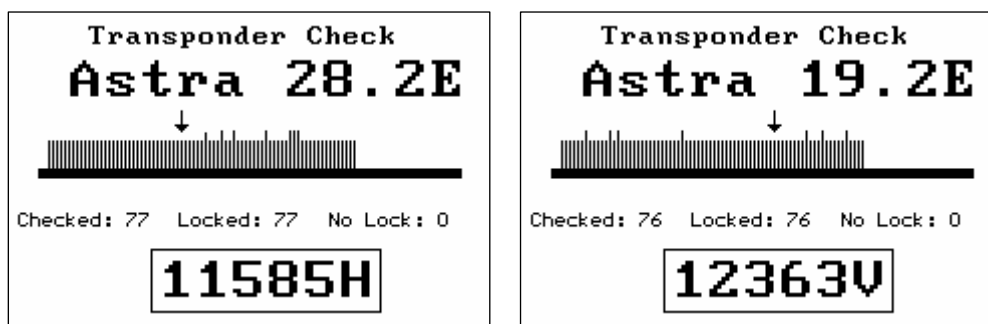 Transponder Check
Astra 28.2E
Checked: 77 Locked: 77 No Lock: 0
11585H
Transponder Check
Astra 19.2E
Checked: 76 Locked: 76 No Lock: 0
12363V